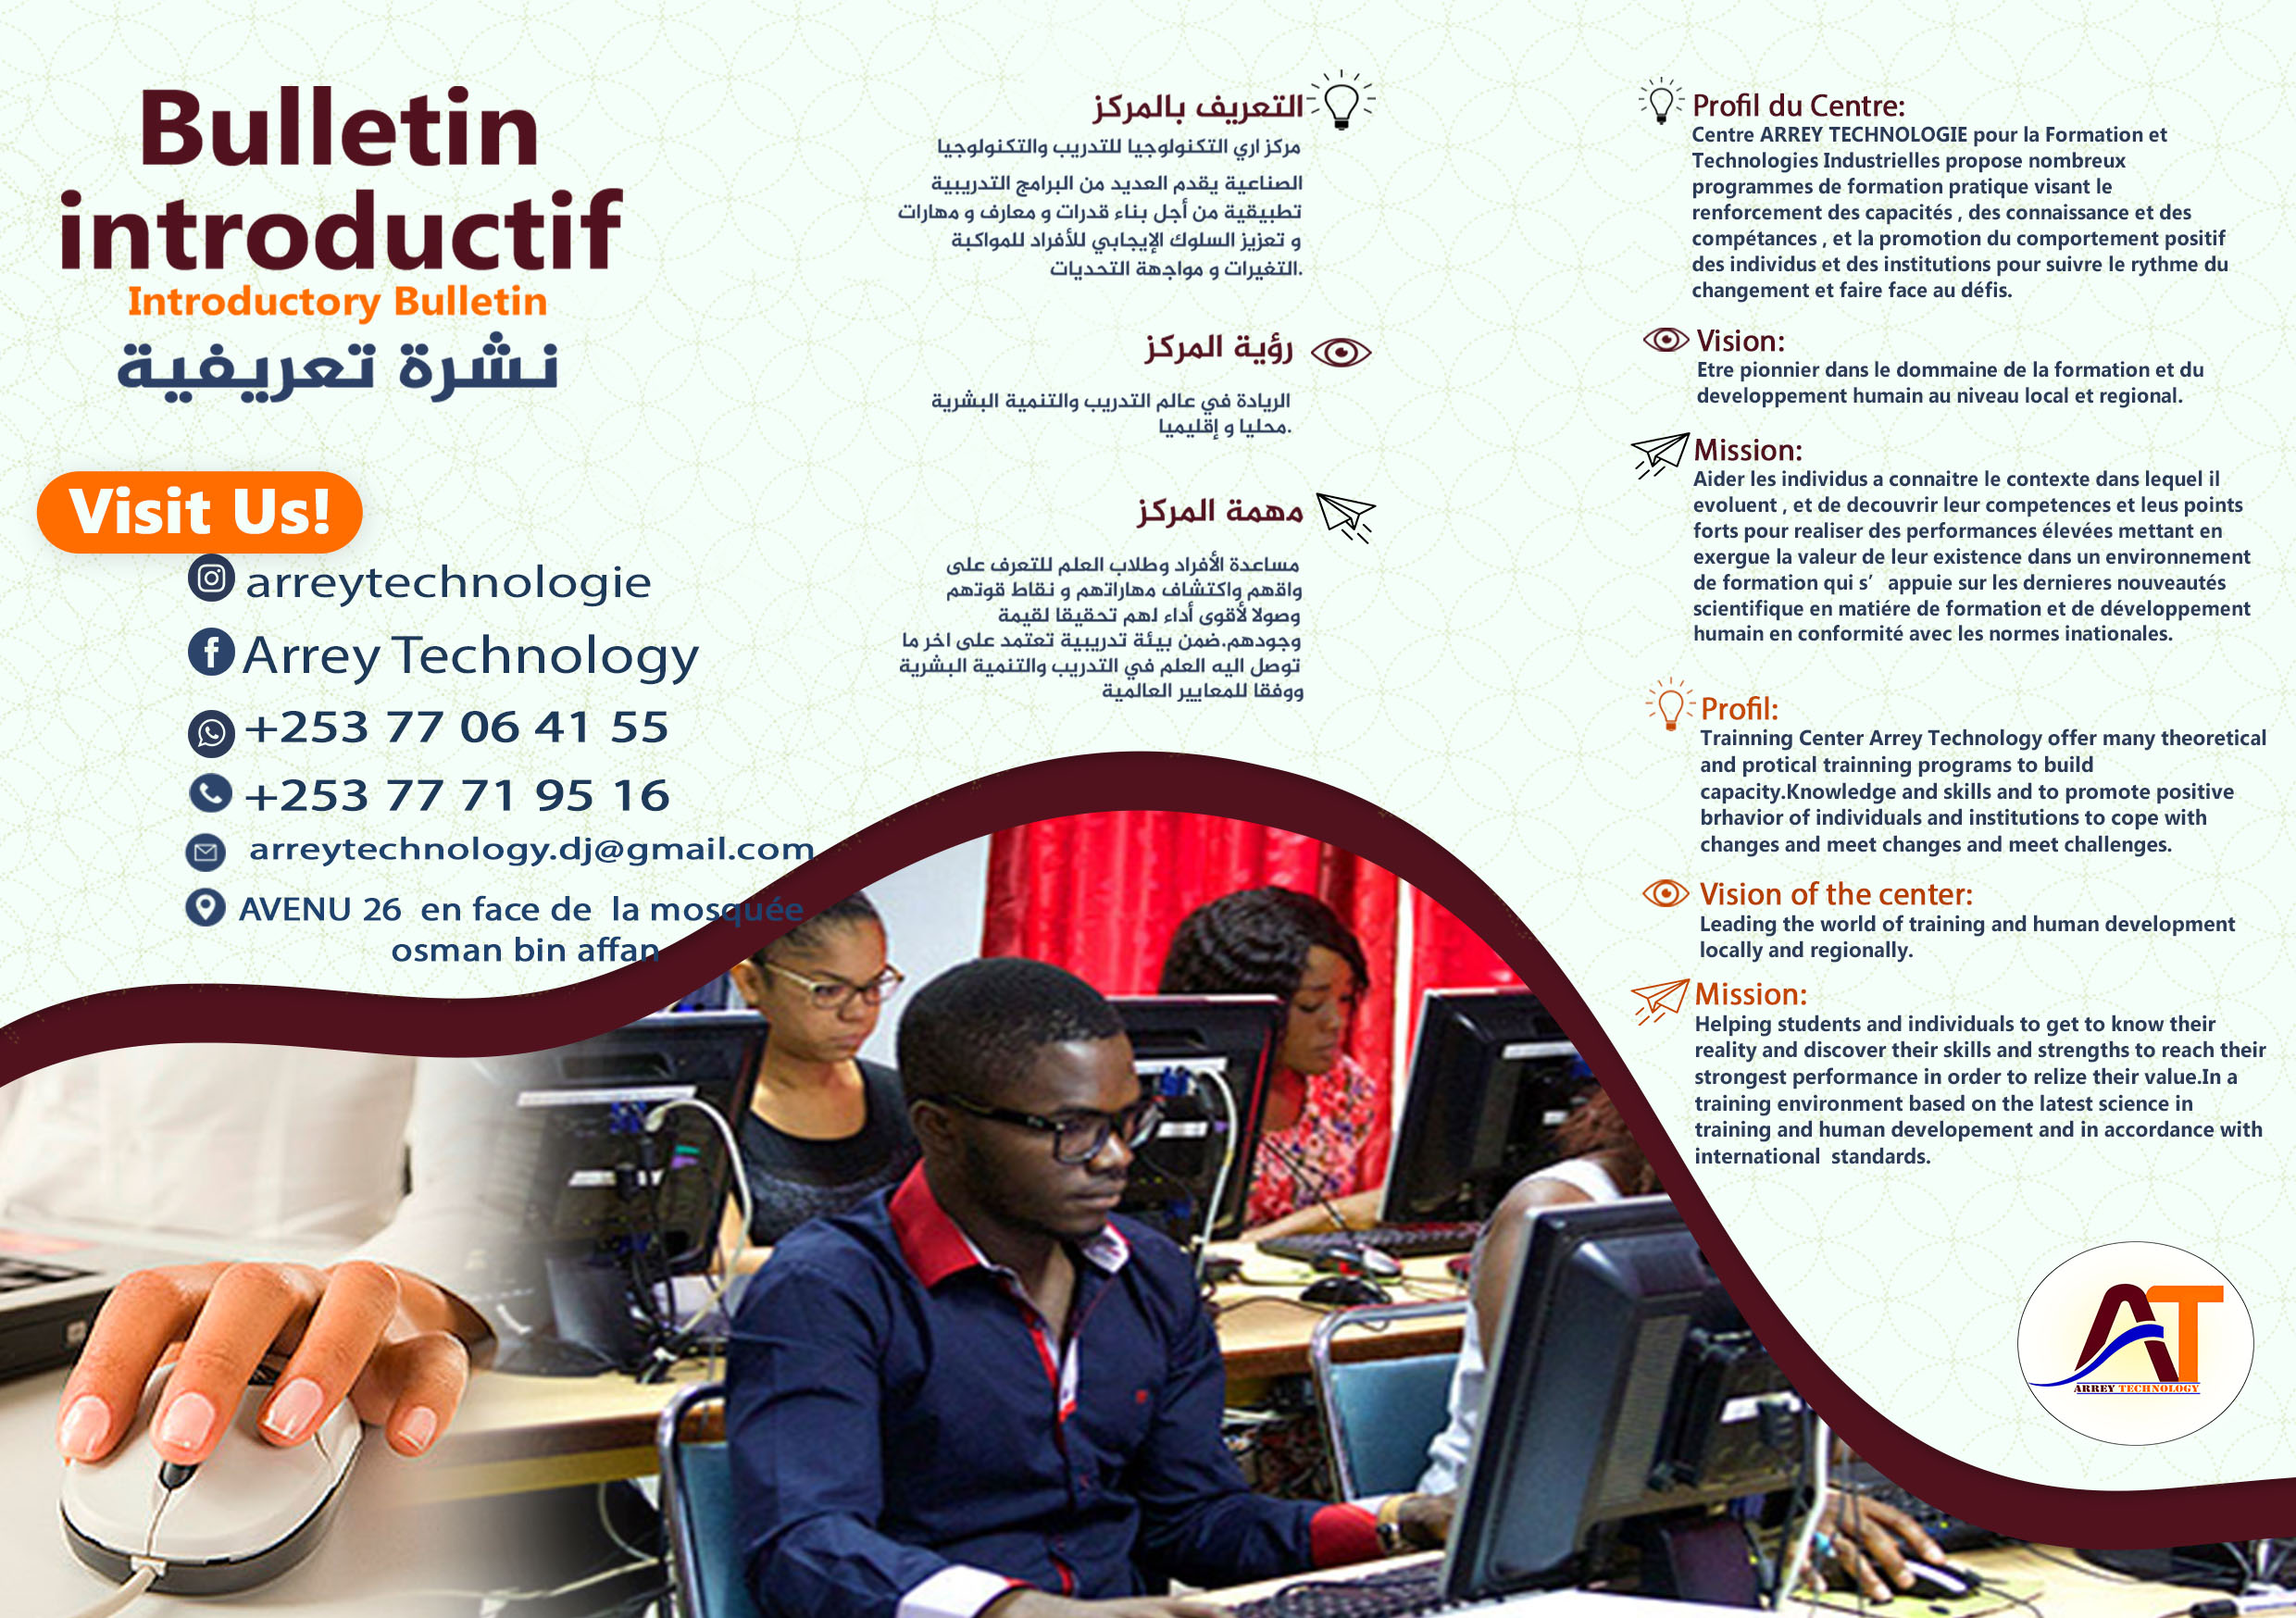 Bulletin
introductif
Introductory Bulletin
نشرة تعريفية
Visit Us!
arreytechnologie
Arrey Technology
+253 77 06 41 55
+253 77 71 95 16
arreytechnology.dj@gmail.com
AVENU 26 en face de la mosquée
osman bin affan
التعريف بالمركز
مركز اري التكنولوجيا للتدريب والتكنولوجيا
الصناعية يقدم العديد من البرامج التدريبية
تطبيقية من أجل بناء قدرات و معارف و مهارات
و تعزيز السلوك الإيجابي للأفراد للمواكبة
.التغيرات و مواجهة التحديات
رؤية المركز
الريادة في عالم التدريب والتنمية البشرية
.محليا و إقليميا
مهمة المركز
مساعدة الأفراد وطلاب العلم للتعرف على
واقهم واكتشاف مهاراتهم و نقاط قوتهم
وصولا لأقوى أداء لهم تحقيقا لقيمة
وجودهم.ضمن بيئة تدريبية تعتمد على اخر ما
توصل اليه العلم في التدريب والتنمية البشرية
ووفقا للمعايير العالمية
Profil du Centre:
Centre ARREY TECHNOLOGIE pour la Formation et
Technologies Industrielles propose nombreux
programmes de formation pratique visant le
renforcement des capacités , des connaissance et des
compétances , et la promotion du comportement positif
des individus et des institutions pour suivre le rythme du
changement et faire face au défis.
Vision:
Etre pionnier dans le dommaine de la formation et du
developpement humain au niveau local et regional.
Mission:
Aider les individus a connaitre le contexte dans lequel il
evoluent , et de decouvrir leur competences et leus points
forts pour realiser des performances élevées mettant en
exergue la valeur de leur existence dans un environnement
de formation qui s’ appuie sur les dernieres nouveautés
scientifique en matiére de formation et de développement
humain en conformité avec les normes inationales.
Profil:
Trainning Center Arrey Technology offer many theoretical
and protical trainning programs to build
capacity.Knowledge and skills and to promote positive
brhavior of individuals and institutions to cope with
changes and meet changes and meet challenges.
Vision of the center:
Leading the world of training and human development
locally and regionally.
Mission:
Helping students and individuals to get to know their
reality and discover their skills and strengths to reach their
strongest performance in order to relize their value.In a
training environment based on the latest science in
training and human developement and in accordance with
international standards.
AT
ARREY TECHNOLOGY